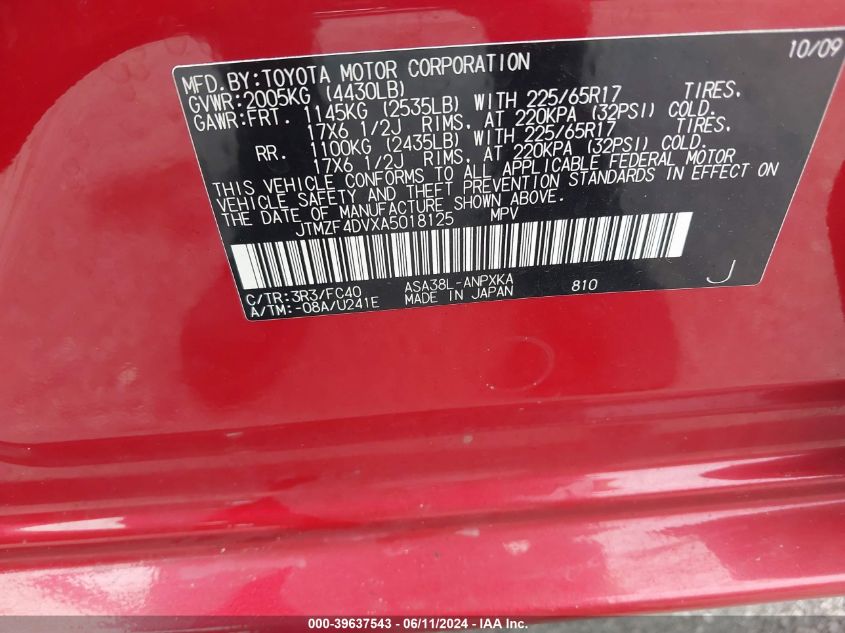 10/09
MFD. BY:TOYOTA MOTOR CORPORATION
GVWR:2005KG (4430LB)
GAWR:FRT. 1145KG (2535LB) WITH 225/65R17 TIRES,
17X6 1/2J RIMS, AT 220KPA (32PSI) COLD.
RR. 1100KG (2435LB) WITH 225/65R17 TIRES,
17X6 1/2J RIMS, AT 220KPA (32PSI) COLD.
THIS VEHICLE CONFORMS TO ALL APPLICABLE FEDERAL MOTOR
VEHICLE SAFETY AND THEFT PREVENTION STANDARDS IN EFFECT ON
THE DATE OF MANUFACTURE SHOWN ABOVE.
JTMZF4DVXA5018125 MPV
C/TR:3R3/FC40 ASA38L-ANPXKA 810 J
A/TM:-08A/U241E MADE IN JAPAN
000-39637543 - 06/11/2024 - IAA Inc.